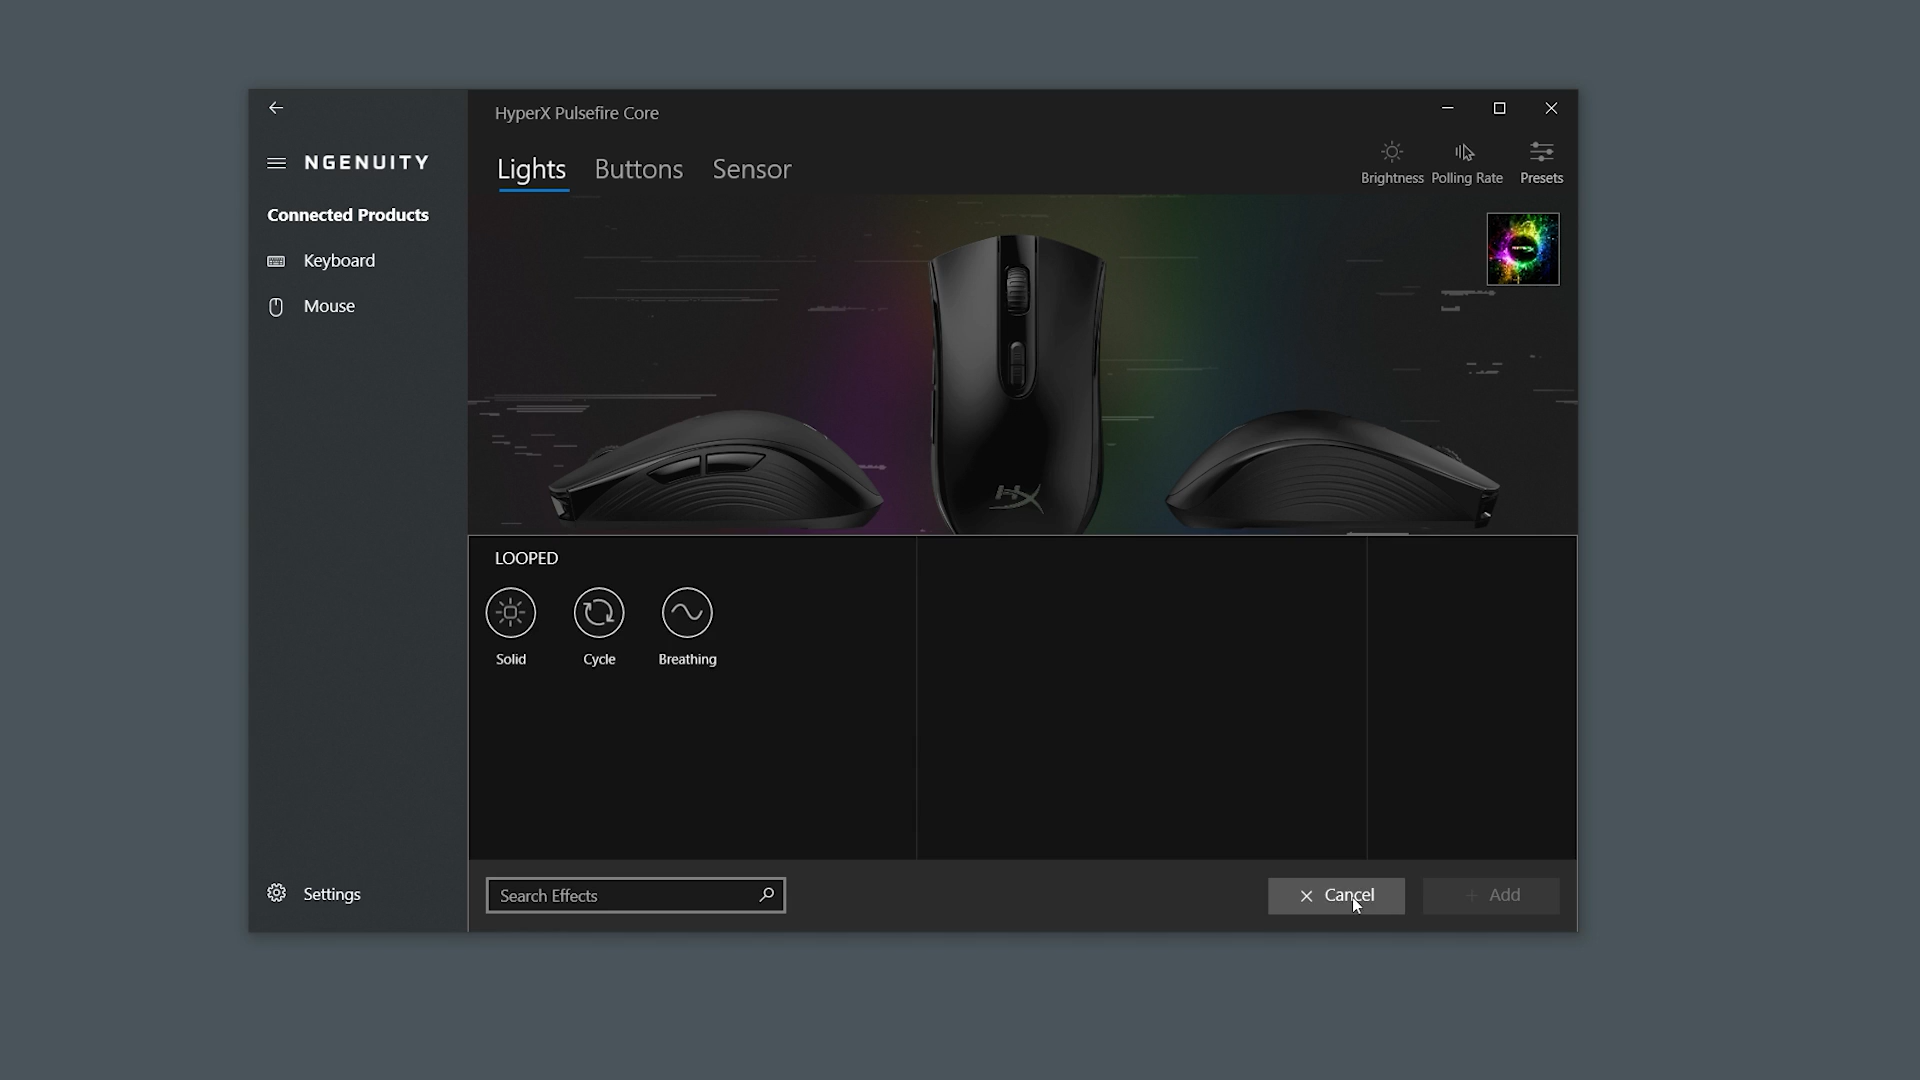 HyperX Pulsefire Core
NGENUITY
Lights Buttons Sensor
Brightness Polling Rate Presets
Connected Products
Keyboard
Mouse
HX
LOOPED
Solid Cycle Breathing
Settings
Search Effects
Cancel
+ Add